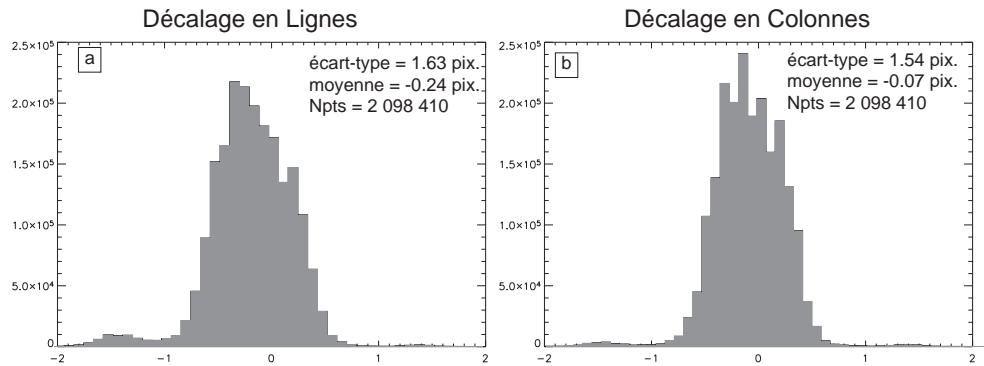 Décalage en Lignes
a
écart-type = 1.63 pix.
moyenne = -0.24 pix.
Npts = 2 098 410
2.5×10⁵
2.0×10⁵
1.5×10⁵
1.0×10⁵
5.0×10⁴
0
-2 -1 0 1 2
Décalage en Colonnes
b
écart-type = 1.54 pix.
moyenne = -0.07 pix.
Npts = 2 098 410
2.5×10⁵
2.0×10⁵
1.5×10⁵
1.0×10⁵
5.0×10⁴
0
-2 -1 0 1 2